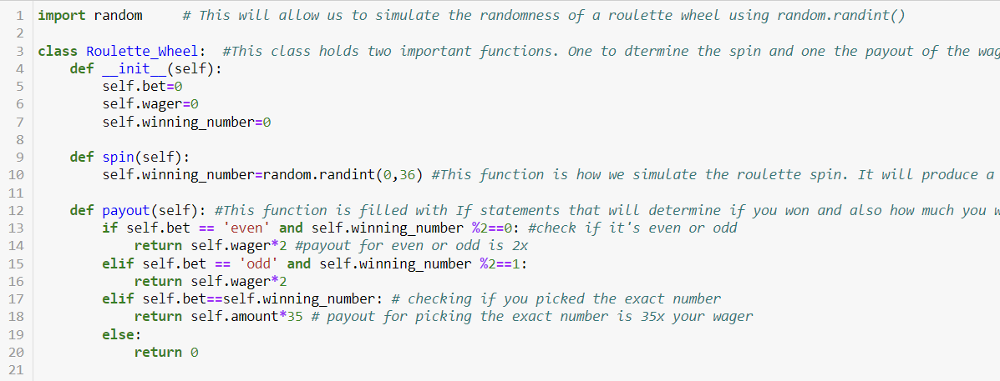 1 import random     # This will allow us to simulate the randomness of a roulette wheel using random.randint()
2
3 class Roulette_Wheel:  #This class holds two important functions. One to dtermine the spin and one the payout of the wag
4     def __init__(self):
5         self.bet=0
6         self.wager=0
7         self.winning_number=0
8
9     def spin(self):
10         self.winning_number=random.randint(0,36) #This function is how we simulate the roulette spin. It will produce a
11
12     def payout(self): #This function is filled with If statements that will determine if you won and also how much you w
13         if self.bet == 'even' and self.winning_number %2==0: #check if it's even or odd
14             return self.wager*2 #payout for even or odd is 2x
15         elif self.bet == 'odd' and self.winning_number %2==1:
16             return self.wager*2
17         elif self.bet==self.winning_number: # checking if you picked the exact number
18             return self.amount*35 # payout for picking the exact number is 35x your wager
19         else:
20             return 0
21